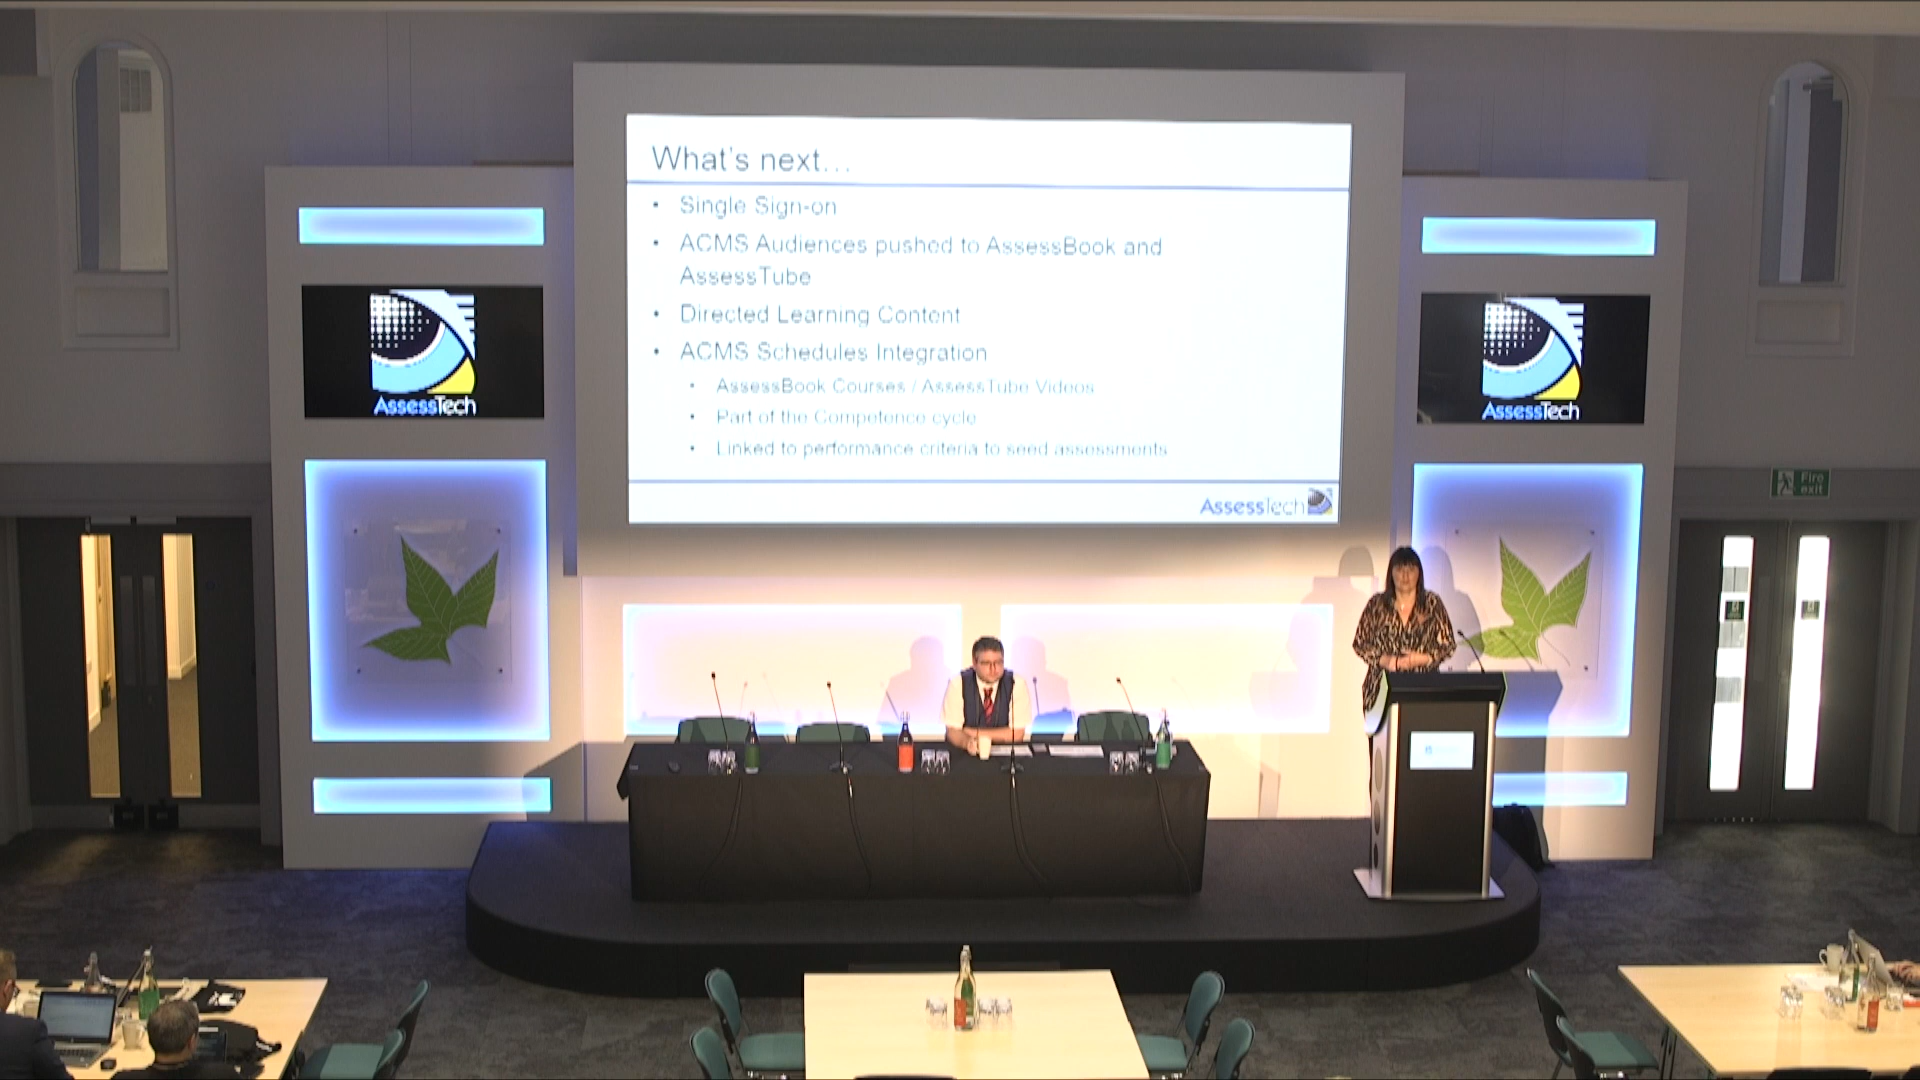 What's next...
• Single Sign-on
• ACMS Audiences pushed to AssessBook and
AssessTube
• Directed Learning Content
• ACMS Schedules Integration
• AssessBook Courses / AssessTube Videos
• Part of the Competence cycle
• Linked to performance criteria to seed assessments
AssessTech
AssessTech
AssessTech
Fire
exit